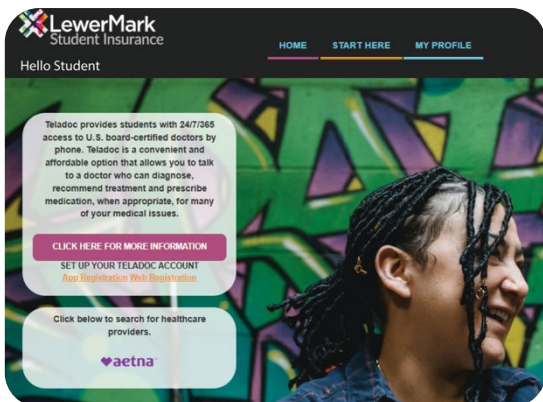 LewerMark
Student Insurance
HOME START HERE MY PROFILE
Hello Student
Teladoc provides students with 24/7/365
access to U.S. board-certified doctors by
phone. Teladoc is a convenient and
affordable option that allows you to talk
to a doctor who can diagnose,
recommend treatment and prescribe
medication, when appropriate, for many
of your medical issues.
CLICK HERE FOR MORE INFORMATION
SET UP YOUR TELADOC ACCOUNT
App Registration Web Registration
Click below to search for healthcare
providers.
aetna